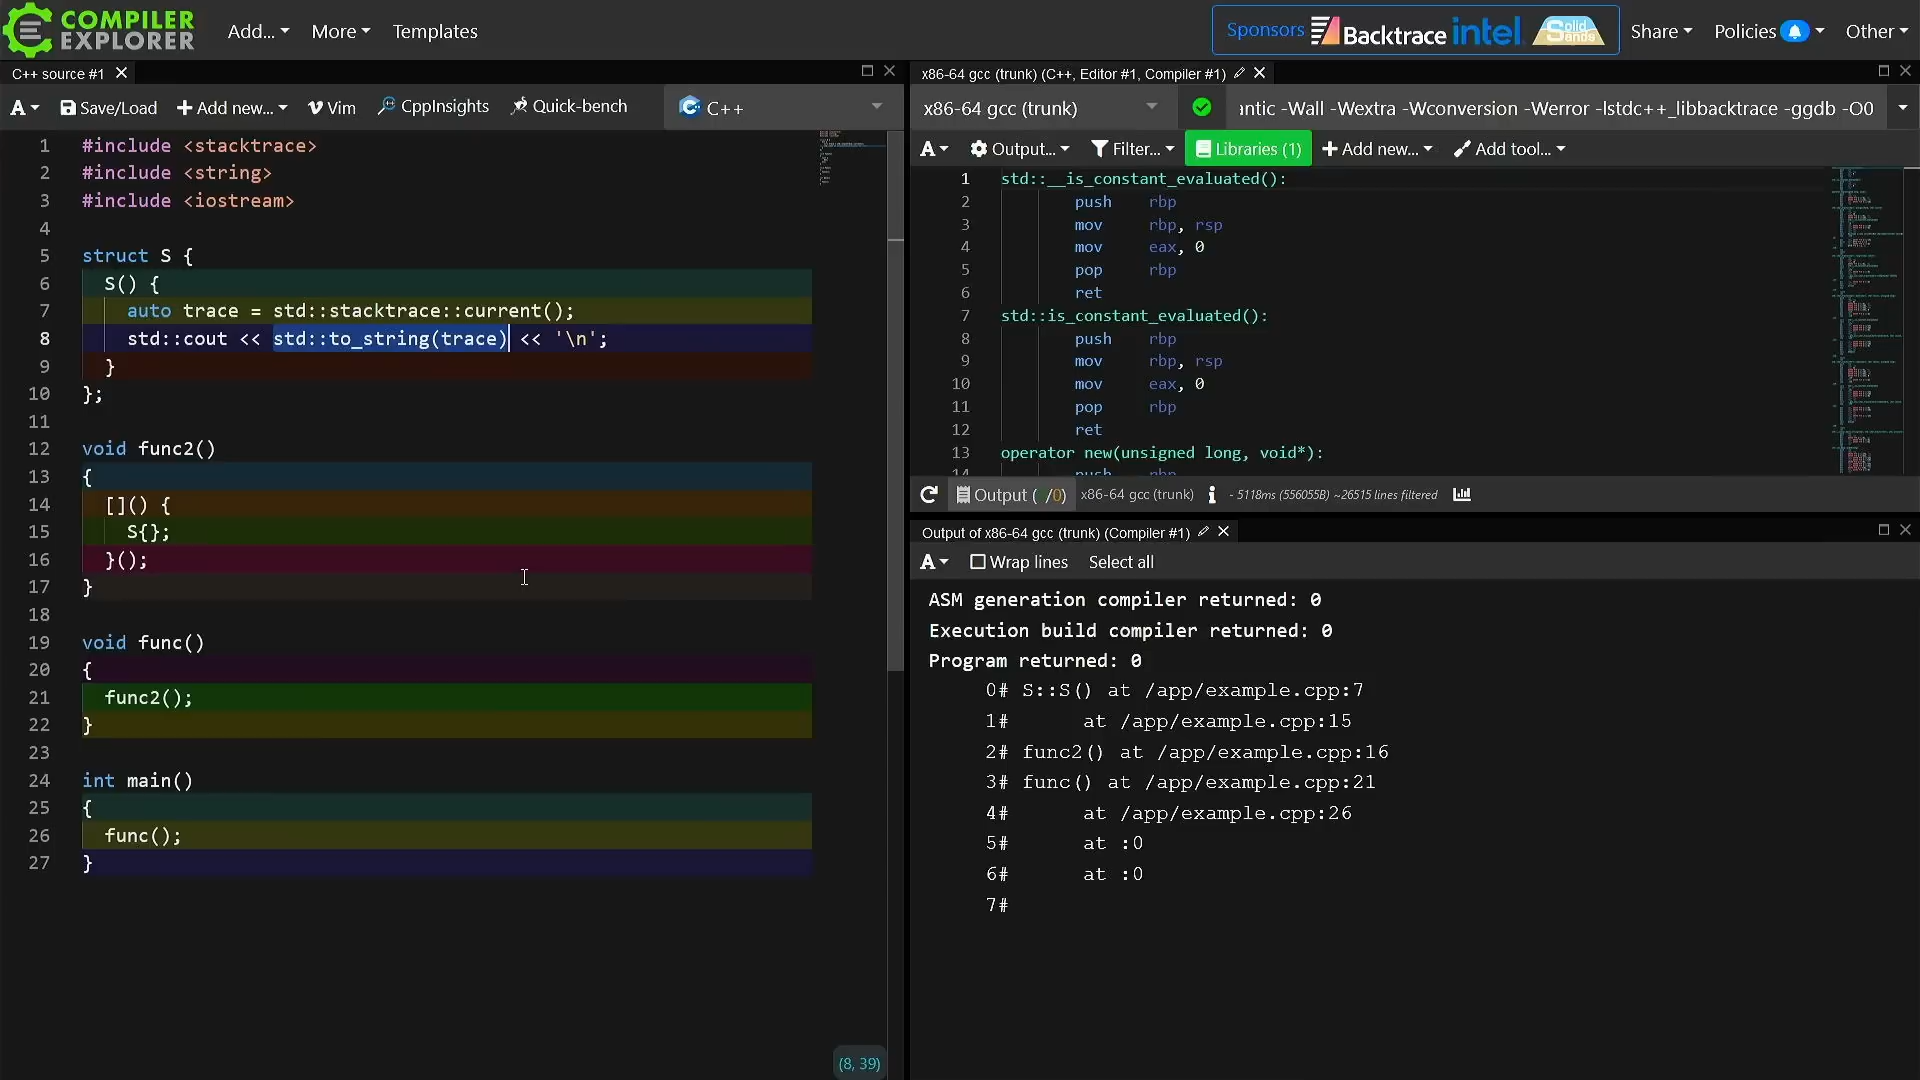 COMPILER
EXPLORER
Add...
More
Templates
Sponsors
Backtrace
intel
Solid Sands
Share
Policies
Other
C++ source #1
A
Save/Load
Add new...
Vim
CppInsights
Quick-bench
C++
1 #include <stacktrace>
2 #include <string>
3 #include <iostream>
4
5 struct S {
6   S() {
7     auto trace = std::stacktrace::current();
8     std::cout << std::to_string(trace) << '\n';
9   }
10 };
11
12 void func2()
13 {
14   []() {
15     S{};
16   }();
17 }
18
19 void func()
20 {
21   func2();
22 }
23
24 int main()
25 {
26   func();
27 }
(8, 39)
x86-64 gcc (trunk) (C++, Editor #1, Compiler #1)
x86-64 gcc (trunk)
antic -Wall -Wextra -Wconversion -Werror -lstdc++_libbacktrace -ggdb -O0
A
Output...
Filter...
Libraries (1)
Add new...
Add tool...
1 std::__is_constant_evaluated():
2 push rbp
3 mov rbp, rsp
4 mov eax, 0
5 pop rbp
6 ret
7 std::is_constant_evaluated():
8 push rbp
9 mov rbp, rsp
10 mov eax, 0
11 pop rbp
12 ret
13 operator new(unsigned long, void*):
14 push rbp
Output ( /0)
x86-64 gcc (trunk)
- 5118ms (556055B) ~26515 lines filtered
Output of x86-64 gcc (trunk) (Compiler #1)
A
Wrap lines
Select all
ASM generation compiler returned: 0
Execution build compiler returned: 0
Program returned: 0
0# S::S() at /app/example.cpp:7
1#      at /app/example.cpp:15
2# func2() at /app/example.cpp:16
3# func() at /app/example.cpp:21
4#      at /app/example.cpp:26
5#      at :0
6#      at :0
7#